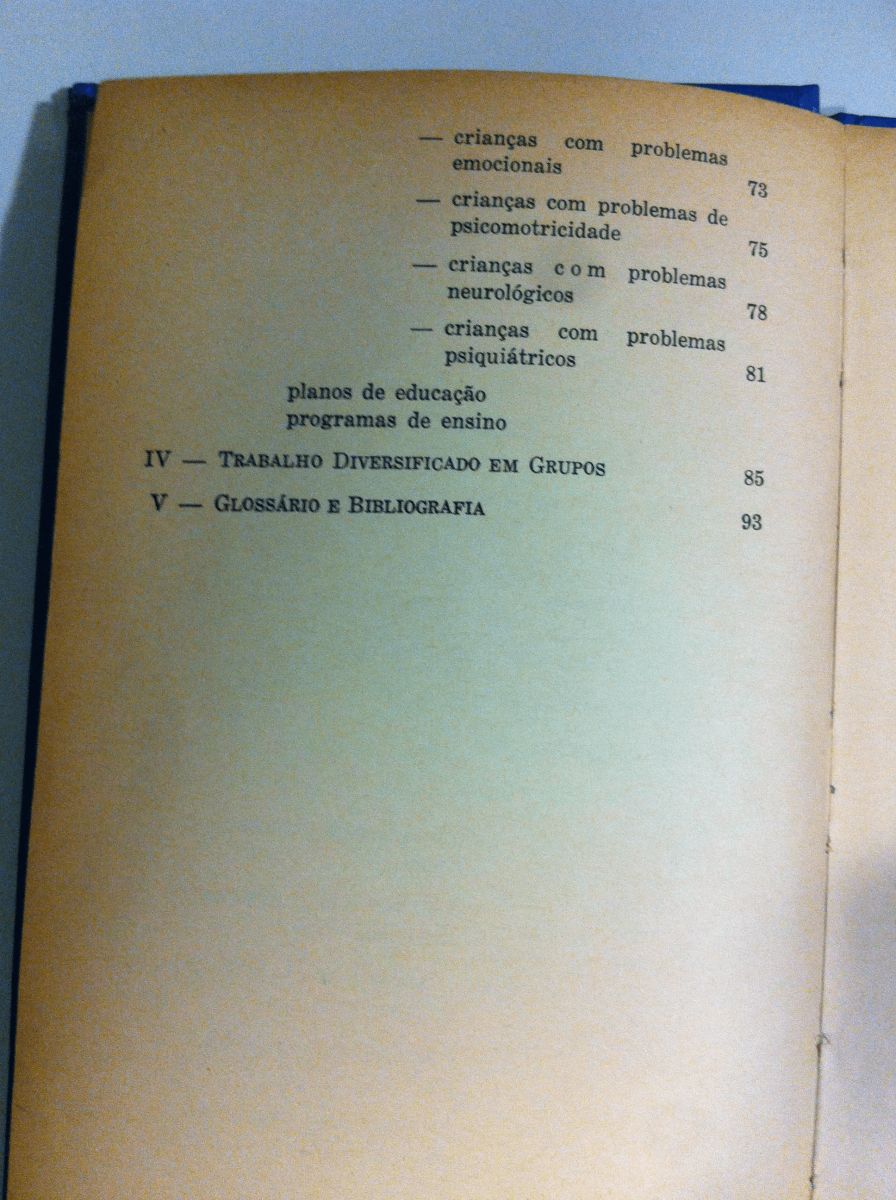 — crianças com problemas
emocionais 73
— crianças com problemas de
psicomotricidade 75
— crianças com problemas
neurológicos 78
— crianças com problemas
psiquiátricos 81
planos de educação
programas de ensino
IV — TRABALHO DIVERSIFICADO EM GRUPOS 85
V — GLOSSÁRIO E BIBLIOGRAFIA 93